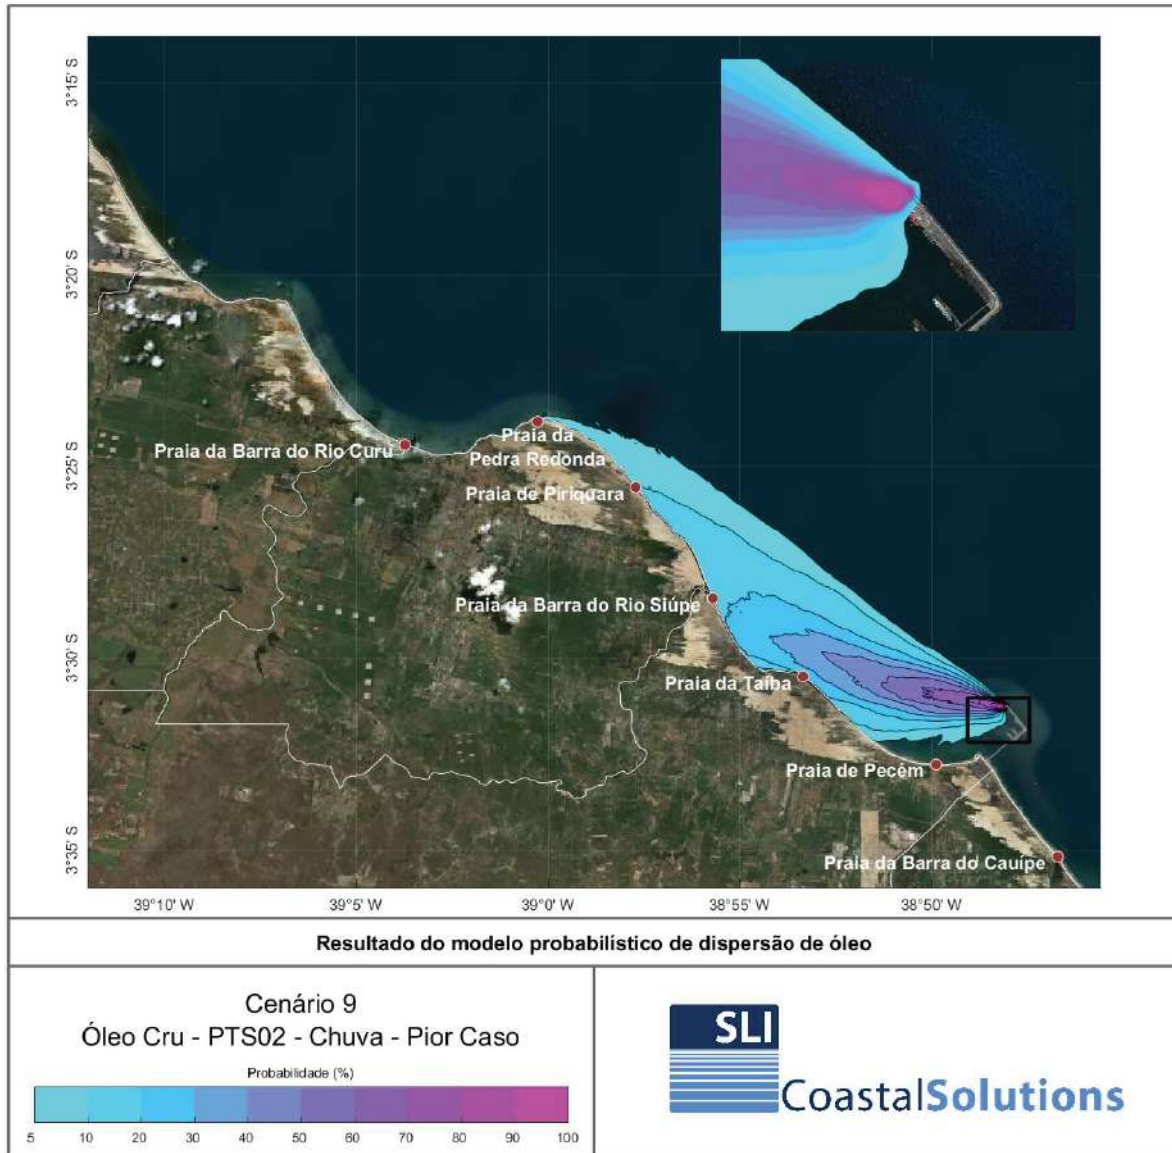 3°15' S
3°20' S
3°25' S
3°30' S
3°35' S
Praia da Barra do Rio Curu
Praia da
Pedra Redonda
Praia de Piriquara
Praia da Barra do Rio Siúpe
Praia da Taíba
Praia de Pecém
Praia da Barra do Cauípe
39°10' W
39°5' W
39°0' W
38°55' W
38°50' W
Resultado do modelo probabilístico de dispersão de óleo
Cenário 9
Óleo Cru - PTS02 - Chuva - Pior Caso
Probabilidade (%)
5 10 20 30 40 50 60 70 80 90 100
SLI
CoastalSolutions